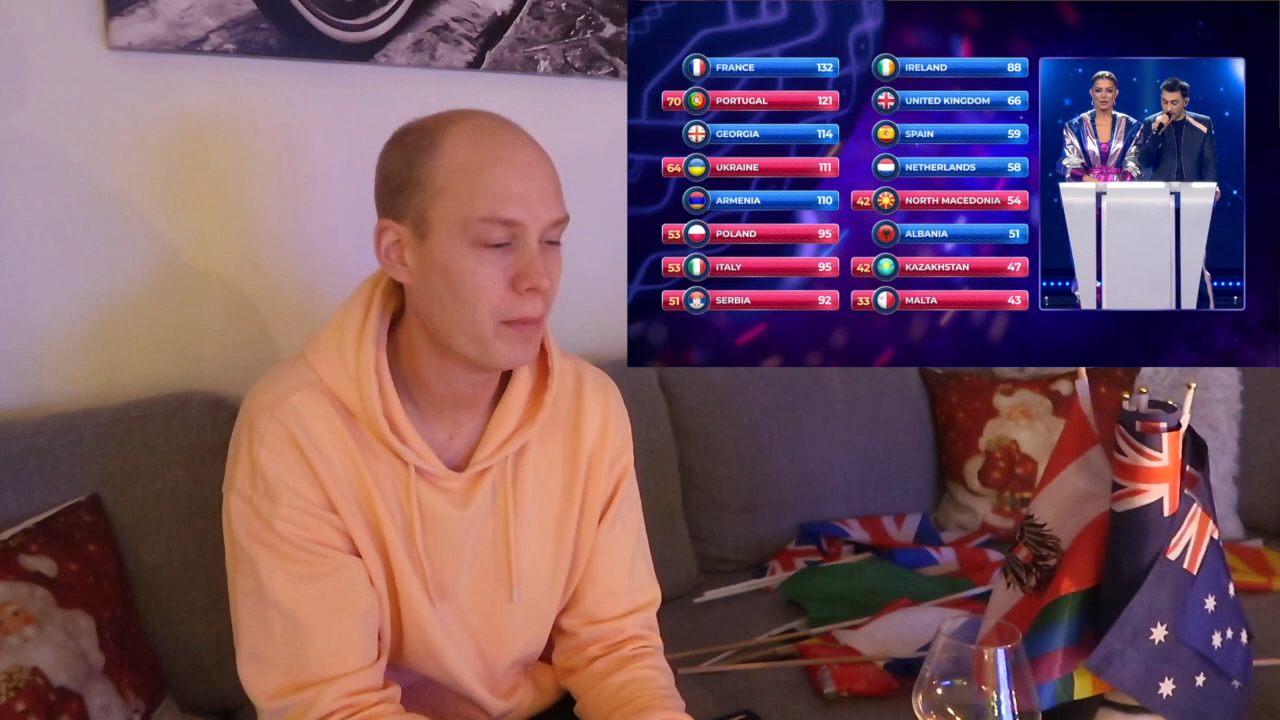 FRANCE 132
70 PORTUGAL 121
GEORGIA 114
64 UKRAINE 111
ARMENIA 110
53 POLAND 95
53 ITALY 95
51 SERBIA 92
IRELAND 88
UNITED KINGDOM 66
SPAIN 59
NETHERLANDS 58
42 NORTH MACEDONIA 54
ALBANIA 51
42 KAZAKHSTAN 47
33 MALTA 43